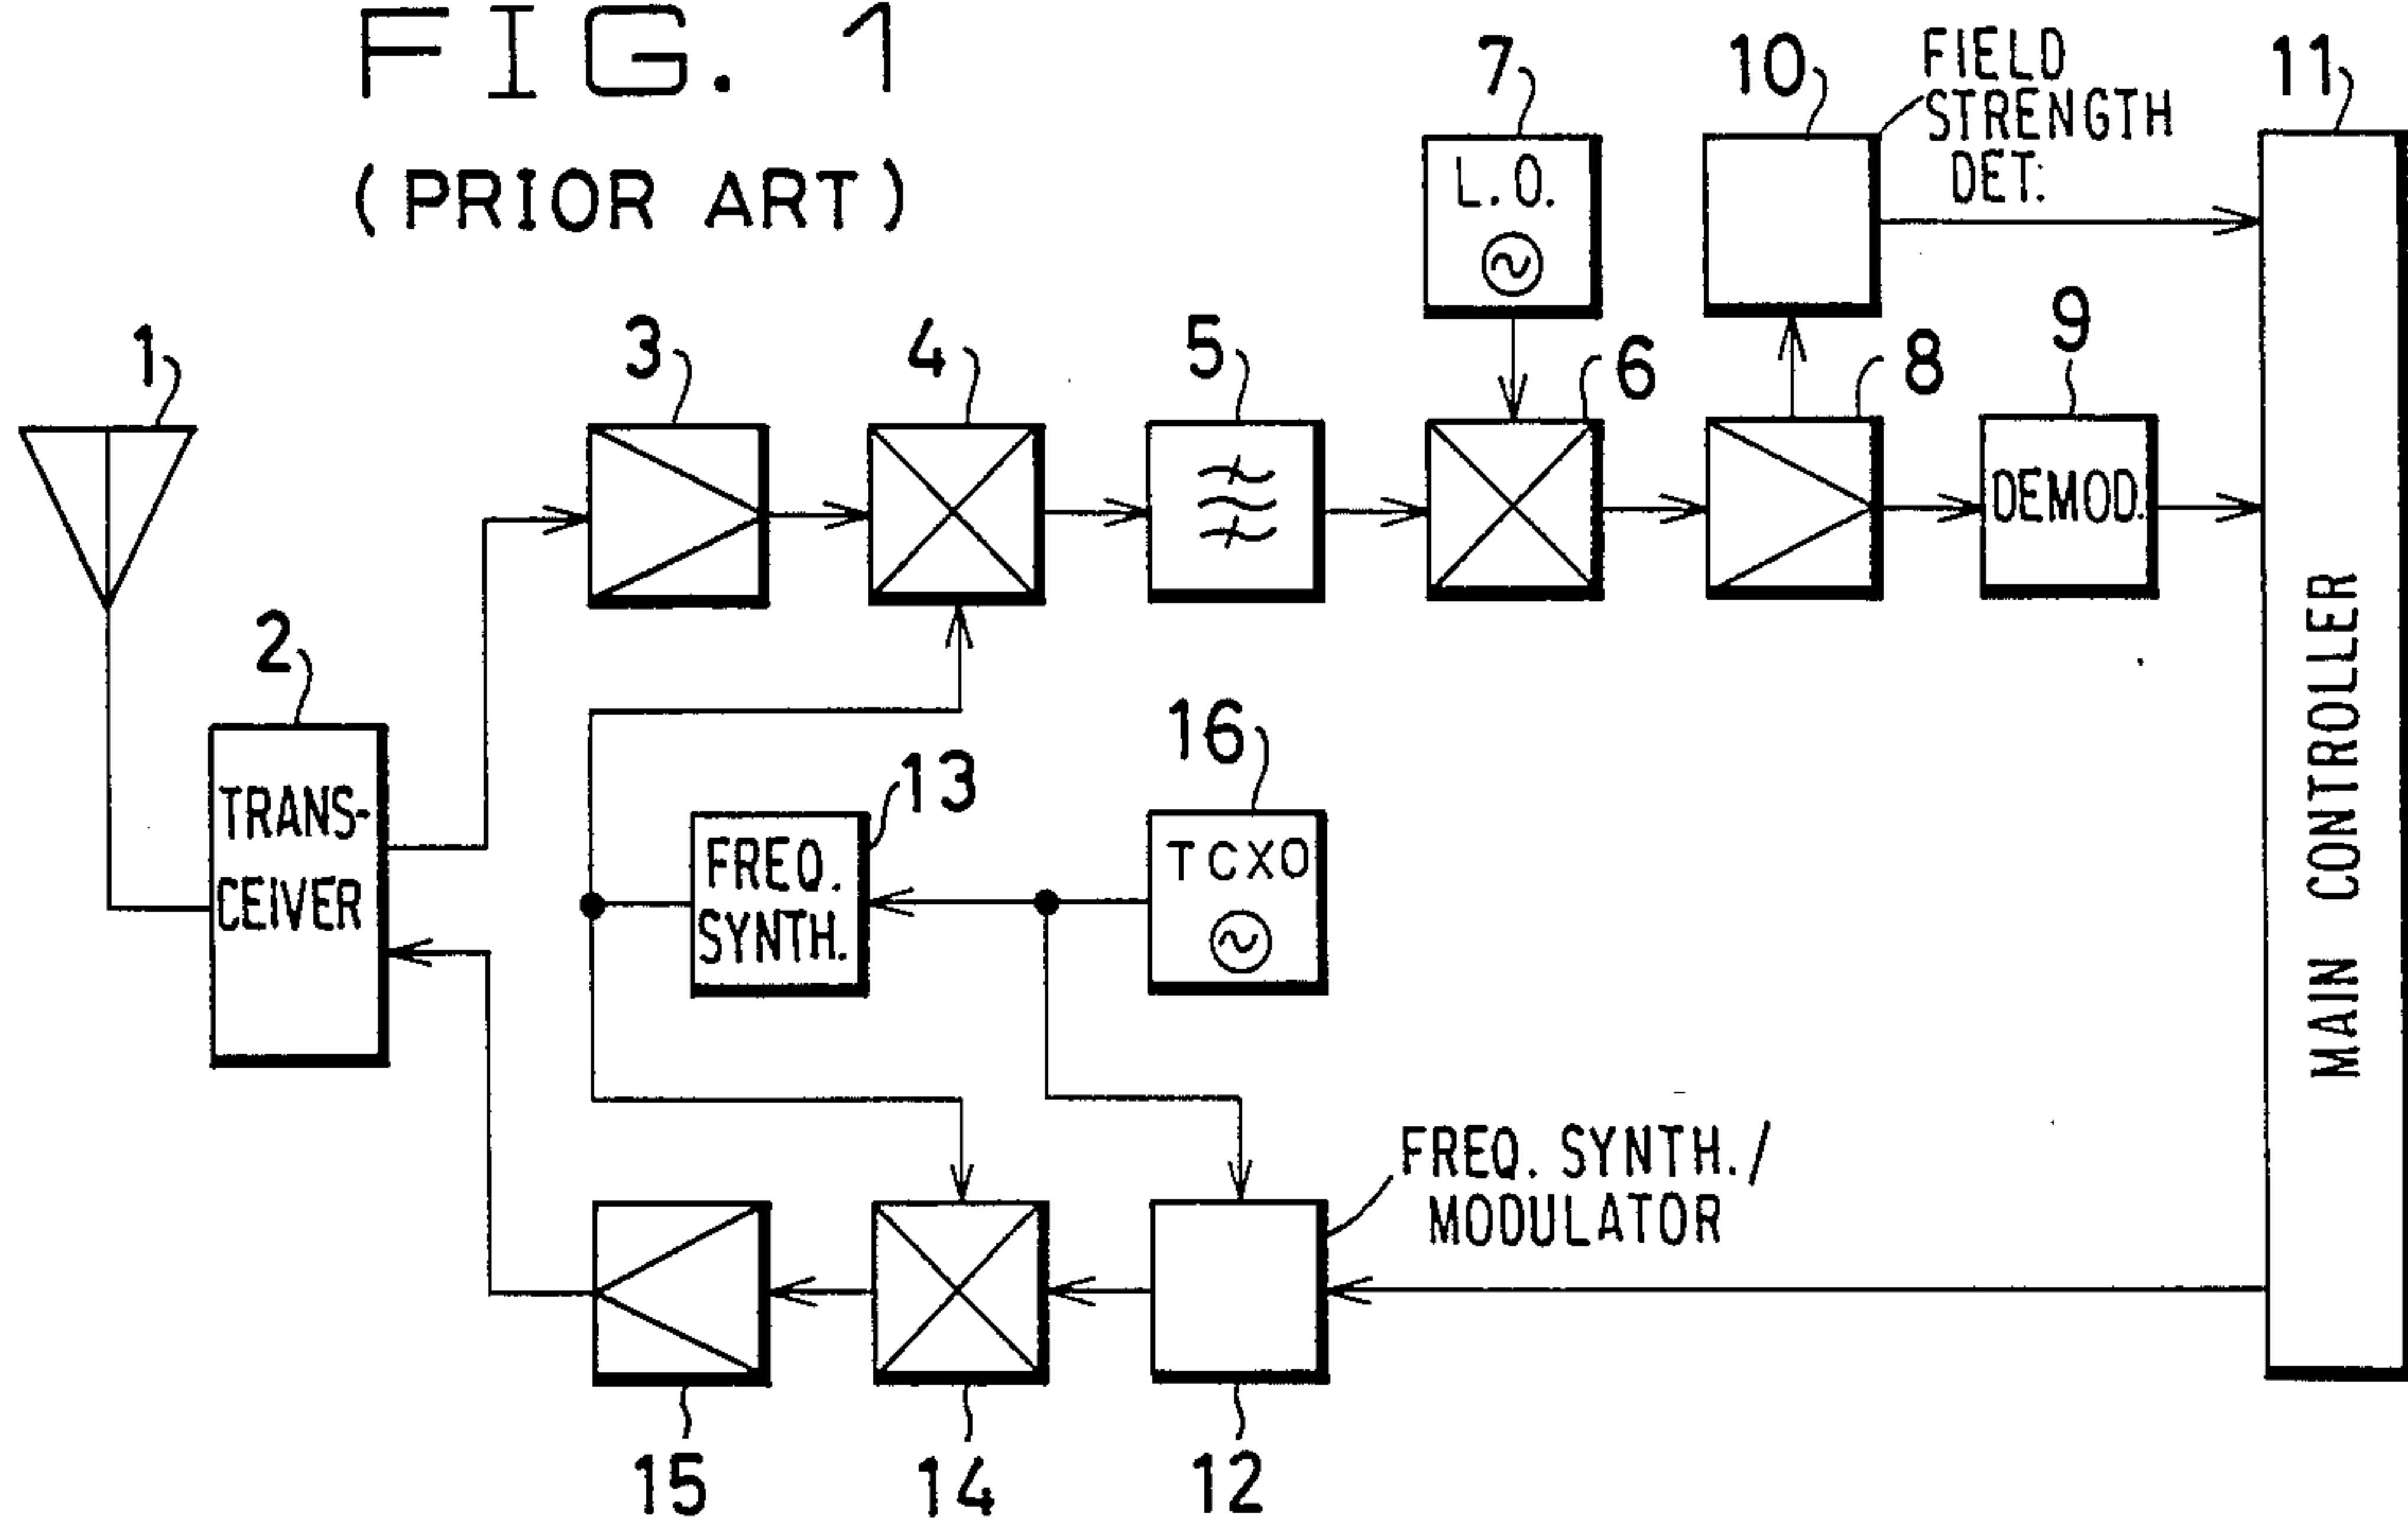 FIG. 1
(PRIOR ART)
7
10
FIELD
STRENGTH
DET.
11
L.O.
1
3
4
5
6
8
9
DEMOD.
2
TRANS-
CEIVER
13
FREQ.
SYNTH.
16
TCXO
MAIN CONTROLLER
FREQ. SYNTH./
MODULATOR
15
14
12